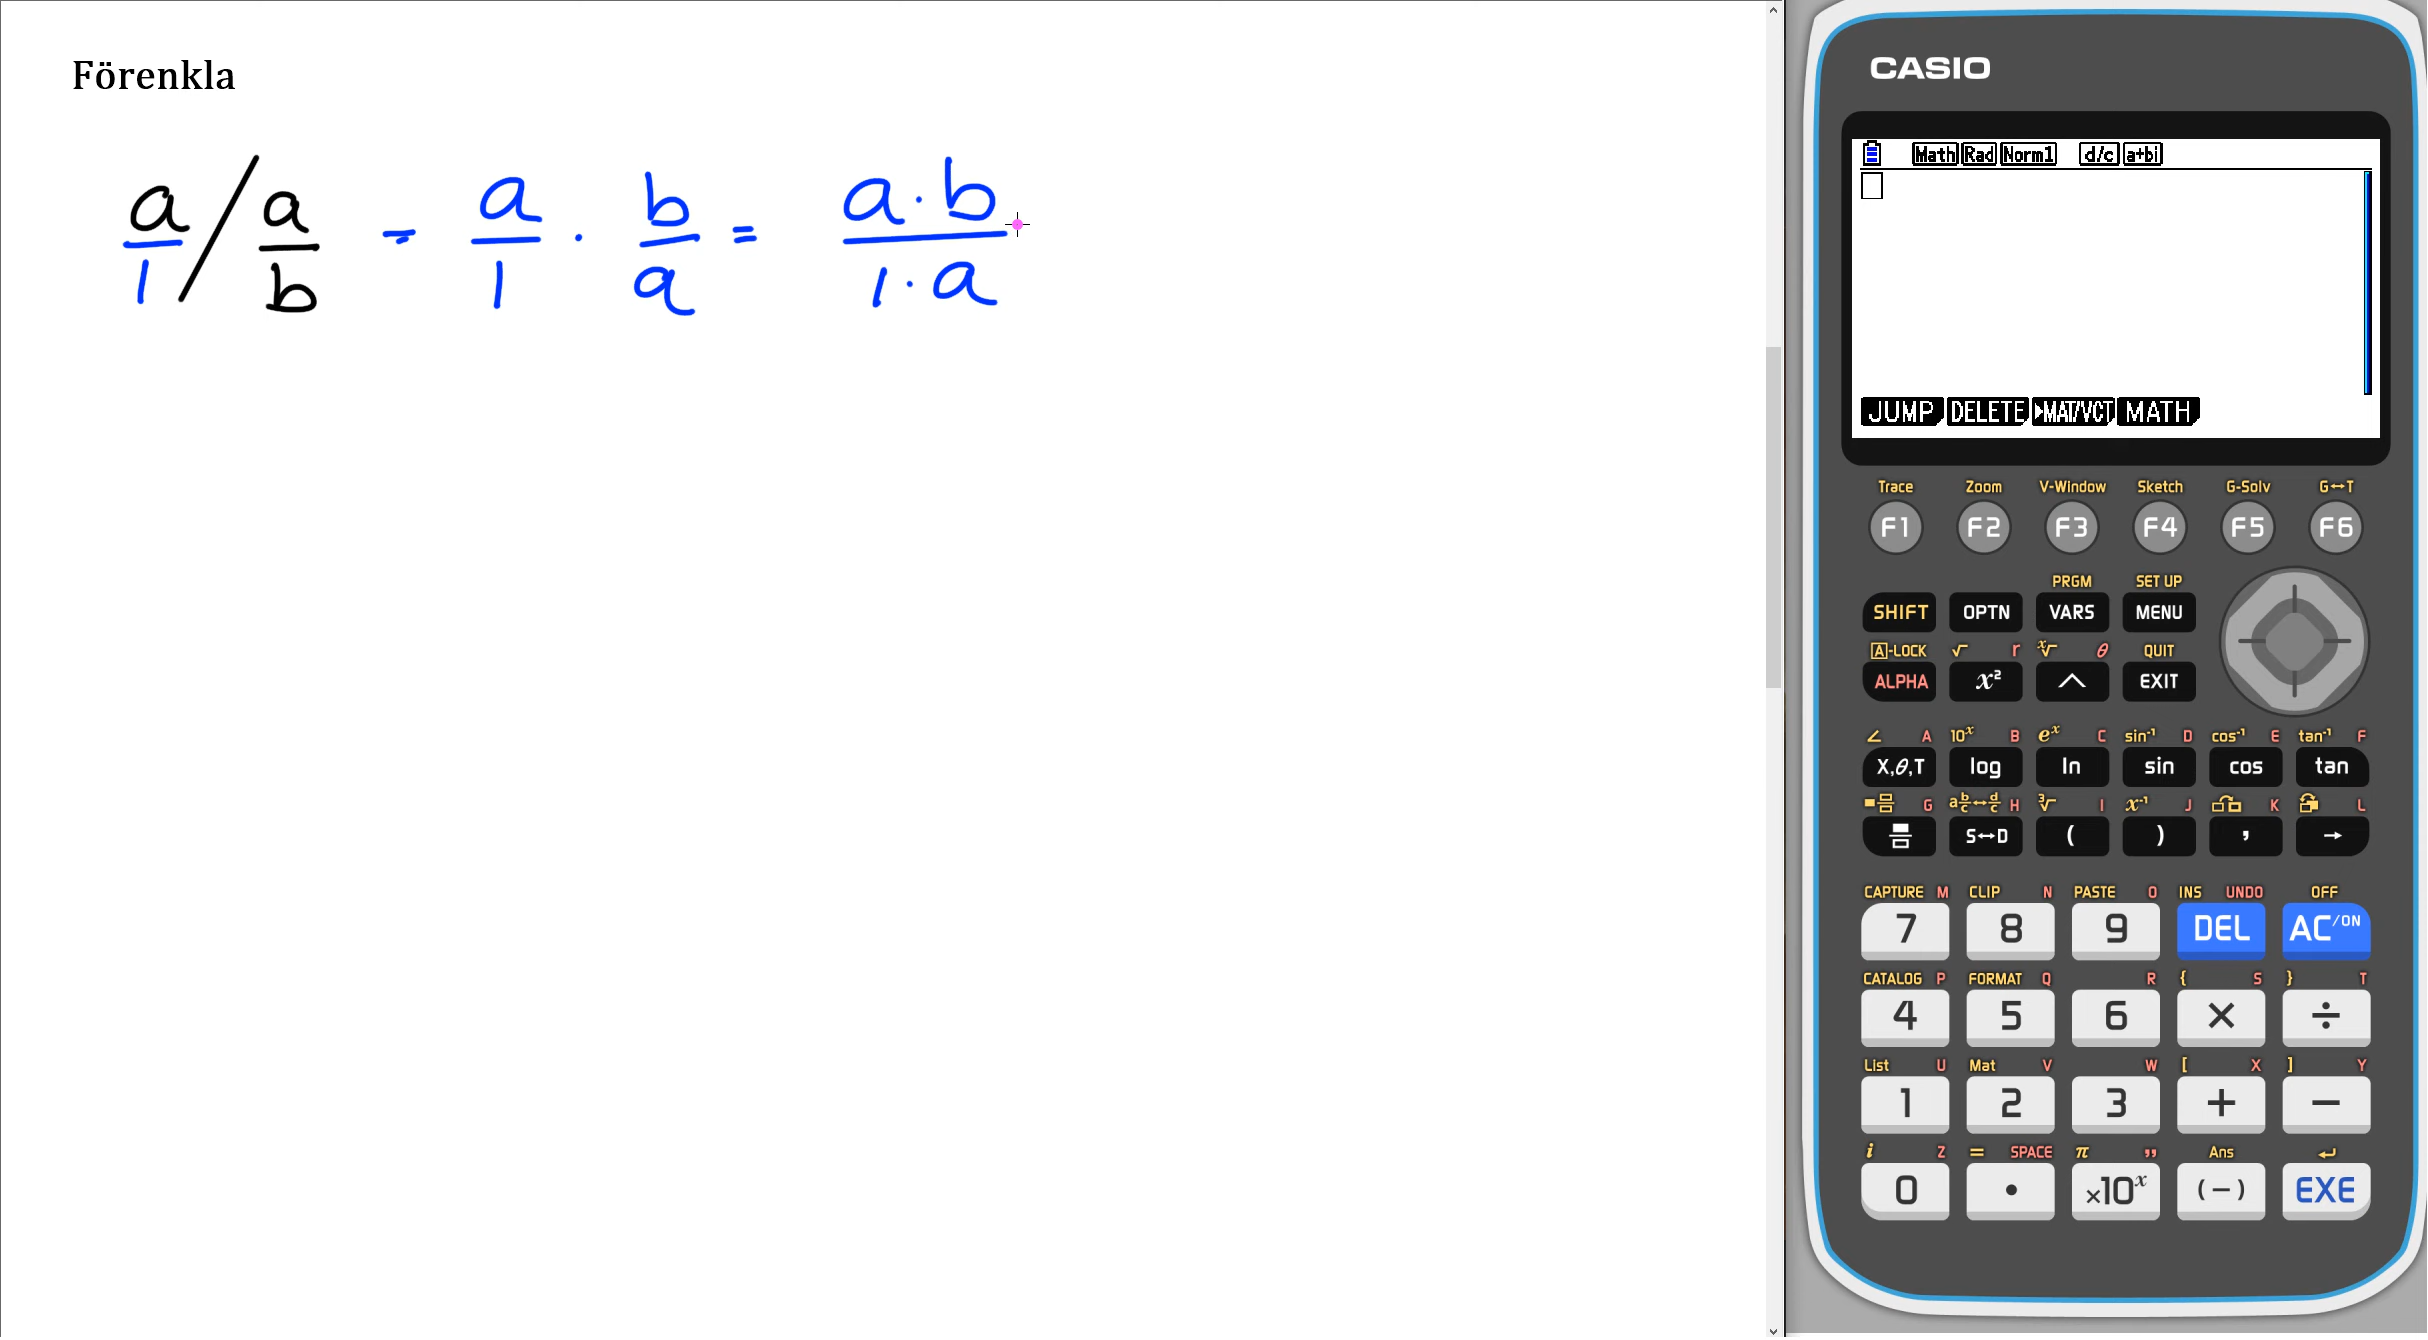 Förenkla
a/1 / a/b = a/1 · b/a = a·b/1·a
CASIO
Math Rad Norm1 d/c a+bi
JUMP DELETE ▶MAT/VCT MATH
Trace Zoom V-Window Sketch G-Solv G↔T
F1 F2 F3 F4 F5 F6
PRGM SET UP
SHIFT OPTN VARS MENU
A-LOCK √ r ˣ√ θ QUIT
ALPHA x² ^ EXIT
∠ A 10ˣ B eˣ C sin⁻¹ D cos⁻¹ E tan⁻¹ F
X,θ,T log ln sin cos tan
G a b/c↔d/c H ³√ I x⁻¹ J K L
S↔D ( ) , →
CAPTURE M CLIP N PASTE O INS UNDO OFF
7 8 9 DEL AC/ON
CATALOG P FORMAT Q R { S } T
4 5 6 × ÷
List U Mat V W [ X ] Y
1 2 3 + −
i Z = SPACE π " Ans ↵
0 • ×10ˣ (−) EXE